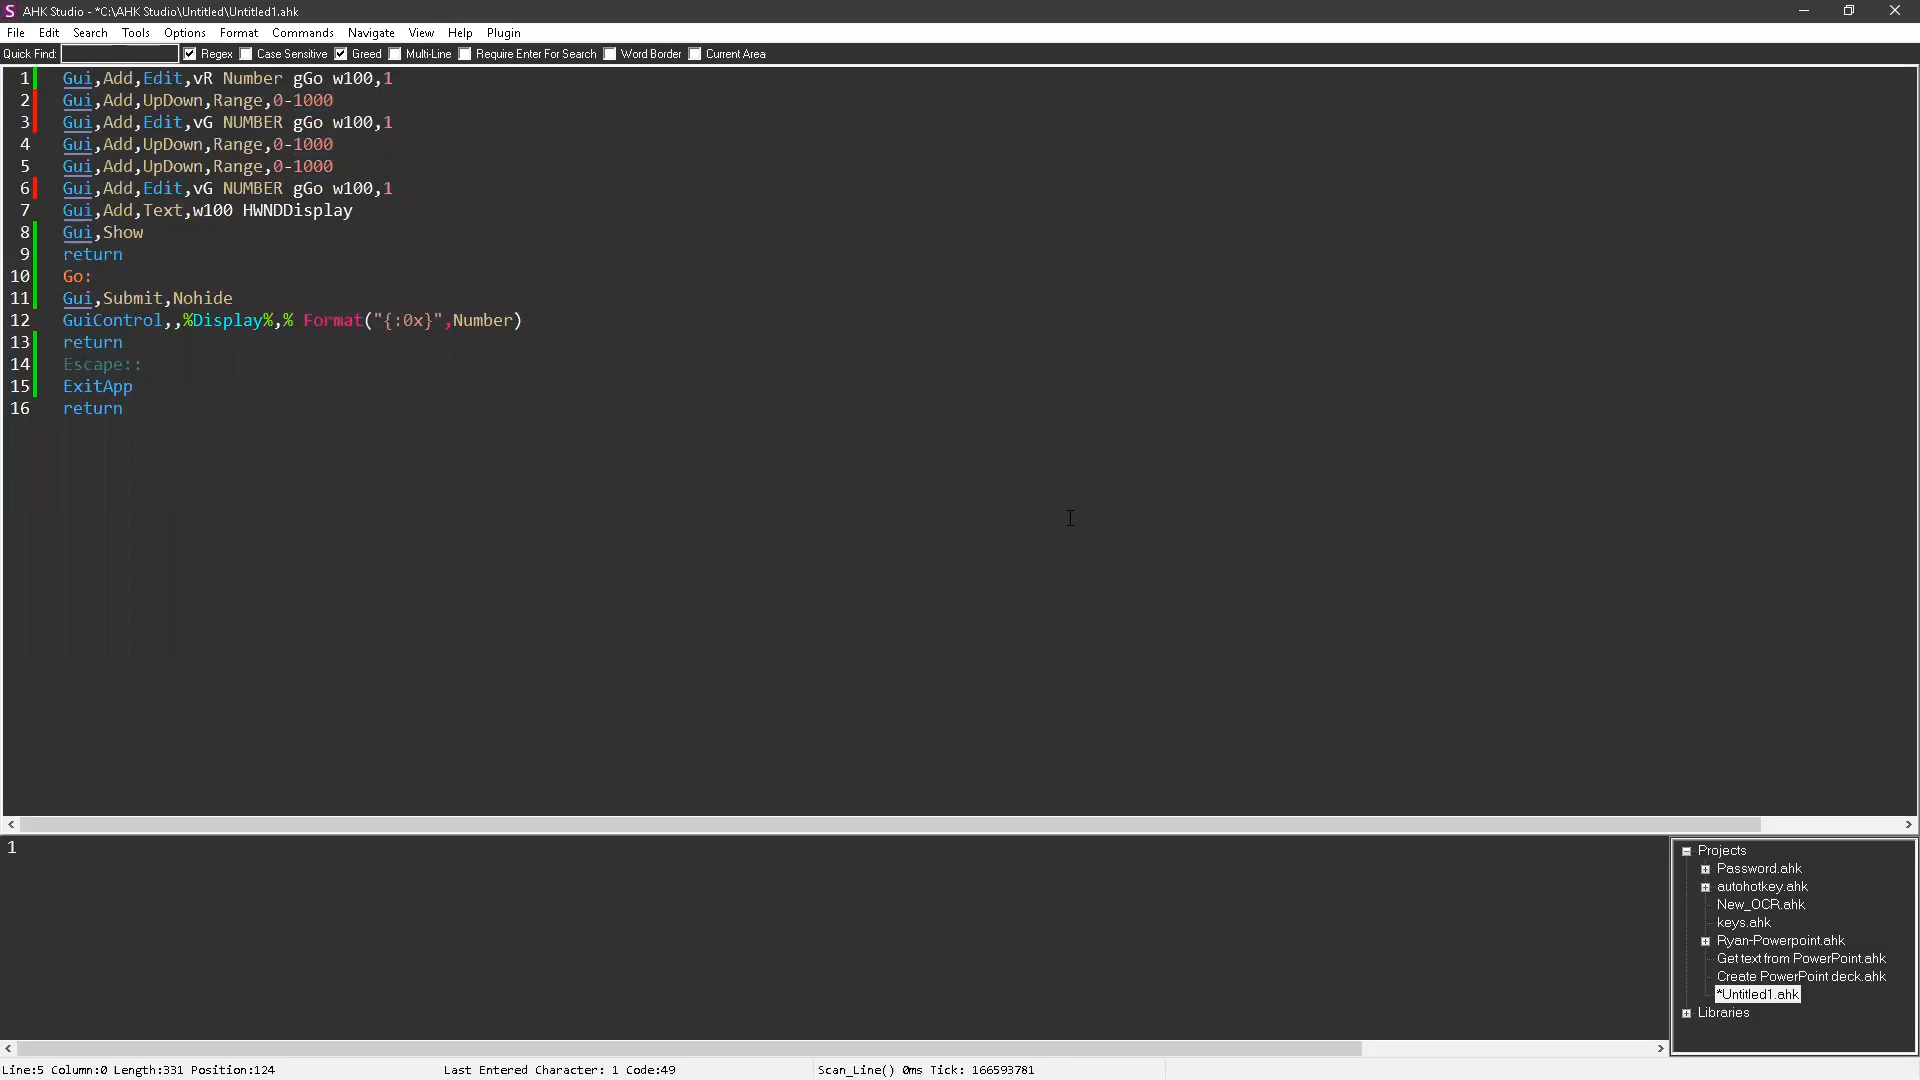 S AHK Studio - *C:\AHK Studio\Untitled\Untitled1.ahk
File Edit Search Tools Options Format Commands Navigate View Help Plugin
Quick Find: Regex Case Sensitive Greed Multi-Line Require Enter For Search Word Border Current Area
1 Gui,Add,Edit,vR Number gGo w100,1
2 Gui,Add,UpDown,Range,0-1000
3 Gui,Add,Edit,vG NUMBER gGo w100,1
4 Gui,Add,UpDown,Range,0-1000
5 Gui,Add,UpDown,Range,0-1000
6 Gui,Add,Edit,vG NUMBER gGo w100,1
7 Gui,Add,Text,w100 HWNDDisplay
8 Gui,Show
9 return
10 Go:
11 Gui,Submit,Nohide
12 GuiControl,,%Display%,% Format("{:0x}",Number)
13 return
14 Escape::
15 ExitApp
16 return
1
Projects
Password.ahk
autohotkey.ahk
New_OCR.ahk
keys.ahk
Ryan-Powerpoint.ahk
Get text from PowerPoint.ahk
Create PowerPoint deck.ahk
*Untitled1.ahk
Libraries
Line:5 Column:0 Length:331 Position:124 Last Entered Character: 1 Code:49 Scan_Line() 0ms Tick: 166593781